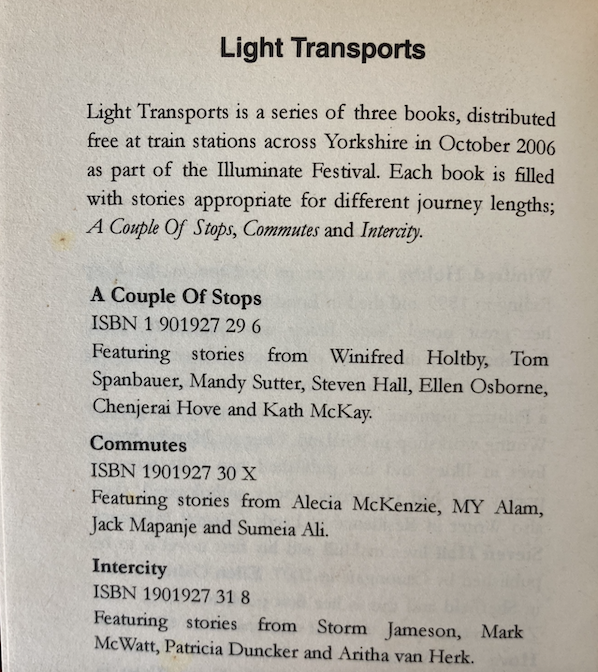 Light Transports
Light Transports is a series of three books, distributed
free at train stations across Yorkshire in October 2006
as part of the Illuminate Festival. Each book is filled
with stories appropriate for different journey lengths;
A Couple Of Stops, Commutes and Intercity.
A Couple Of Stops
ISBN 1 901927 29 6
Featuring stories from Winifred Holtby, Tom
Spanbauer, Mandy Sutter, Steven Hall, Ellen Osborne,
Chenjerai Hove and Kath McKay.
Commutes
ISBN 1901927 30 X
Featuring stories from Alecia McKenzie, MY Alam,
Jack Mapanje and Sumeia Ali.
Intercity
ISBN 1901927 31 8
Featuring stories from Storm Jameson, Mark
McWatt, Patricia Duncker and Aritha van Herk.